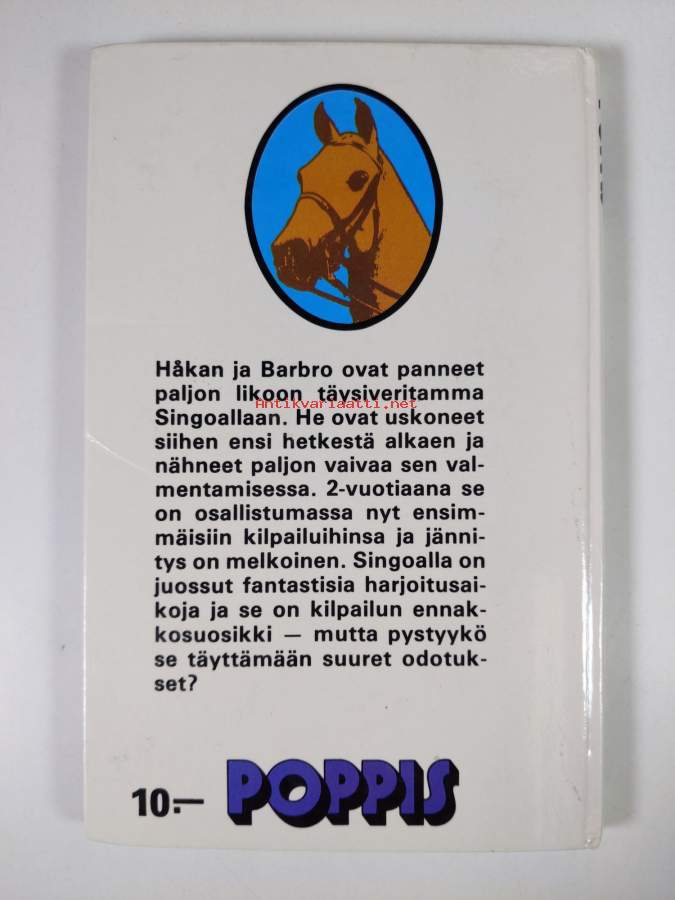 Håkan ja Barbro ovat panneet
paljon likoon täysiveritamma
Antikvariaatti.net
Singoallaan. He ovat uskoneet
siihen ensi hetkestä alkaen ja
nähneet paljon vaivaa sen val-
mentamisessa. 2-vuotiaana se
on osallistumassa nyt ensim-
mäisiin kilpailuihinsa ja jänni-
tys on melkoinen. Singoalla on
juossut fantastisia harjoitusai-
koja ja se on kilpailun ennak-
kosuosikki — mutta pystyykö
se täyttämään suuret odotuk-
set?
10:— POPPIS